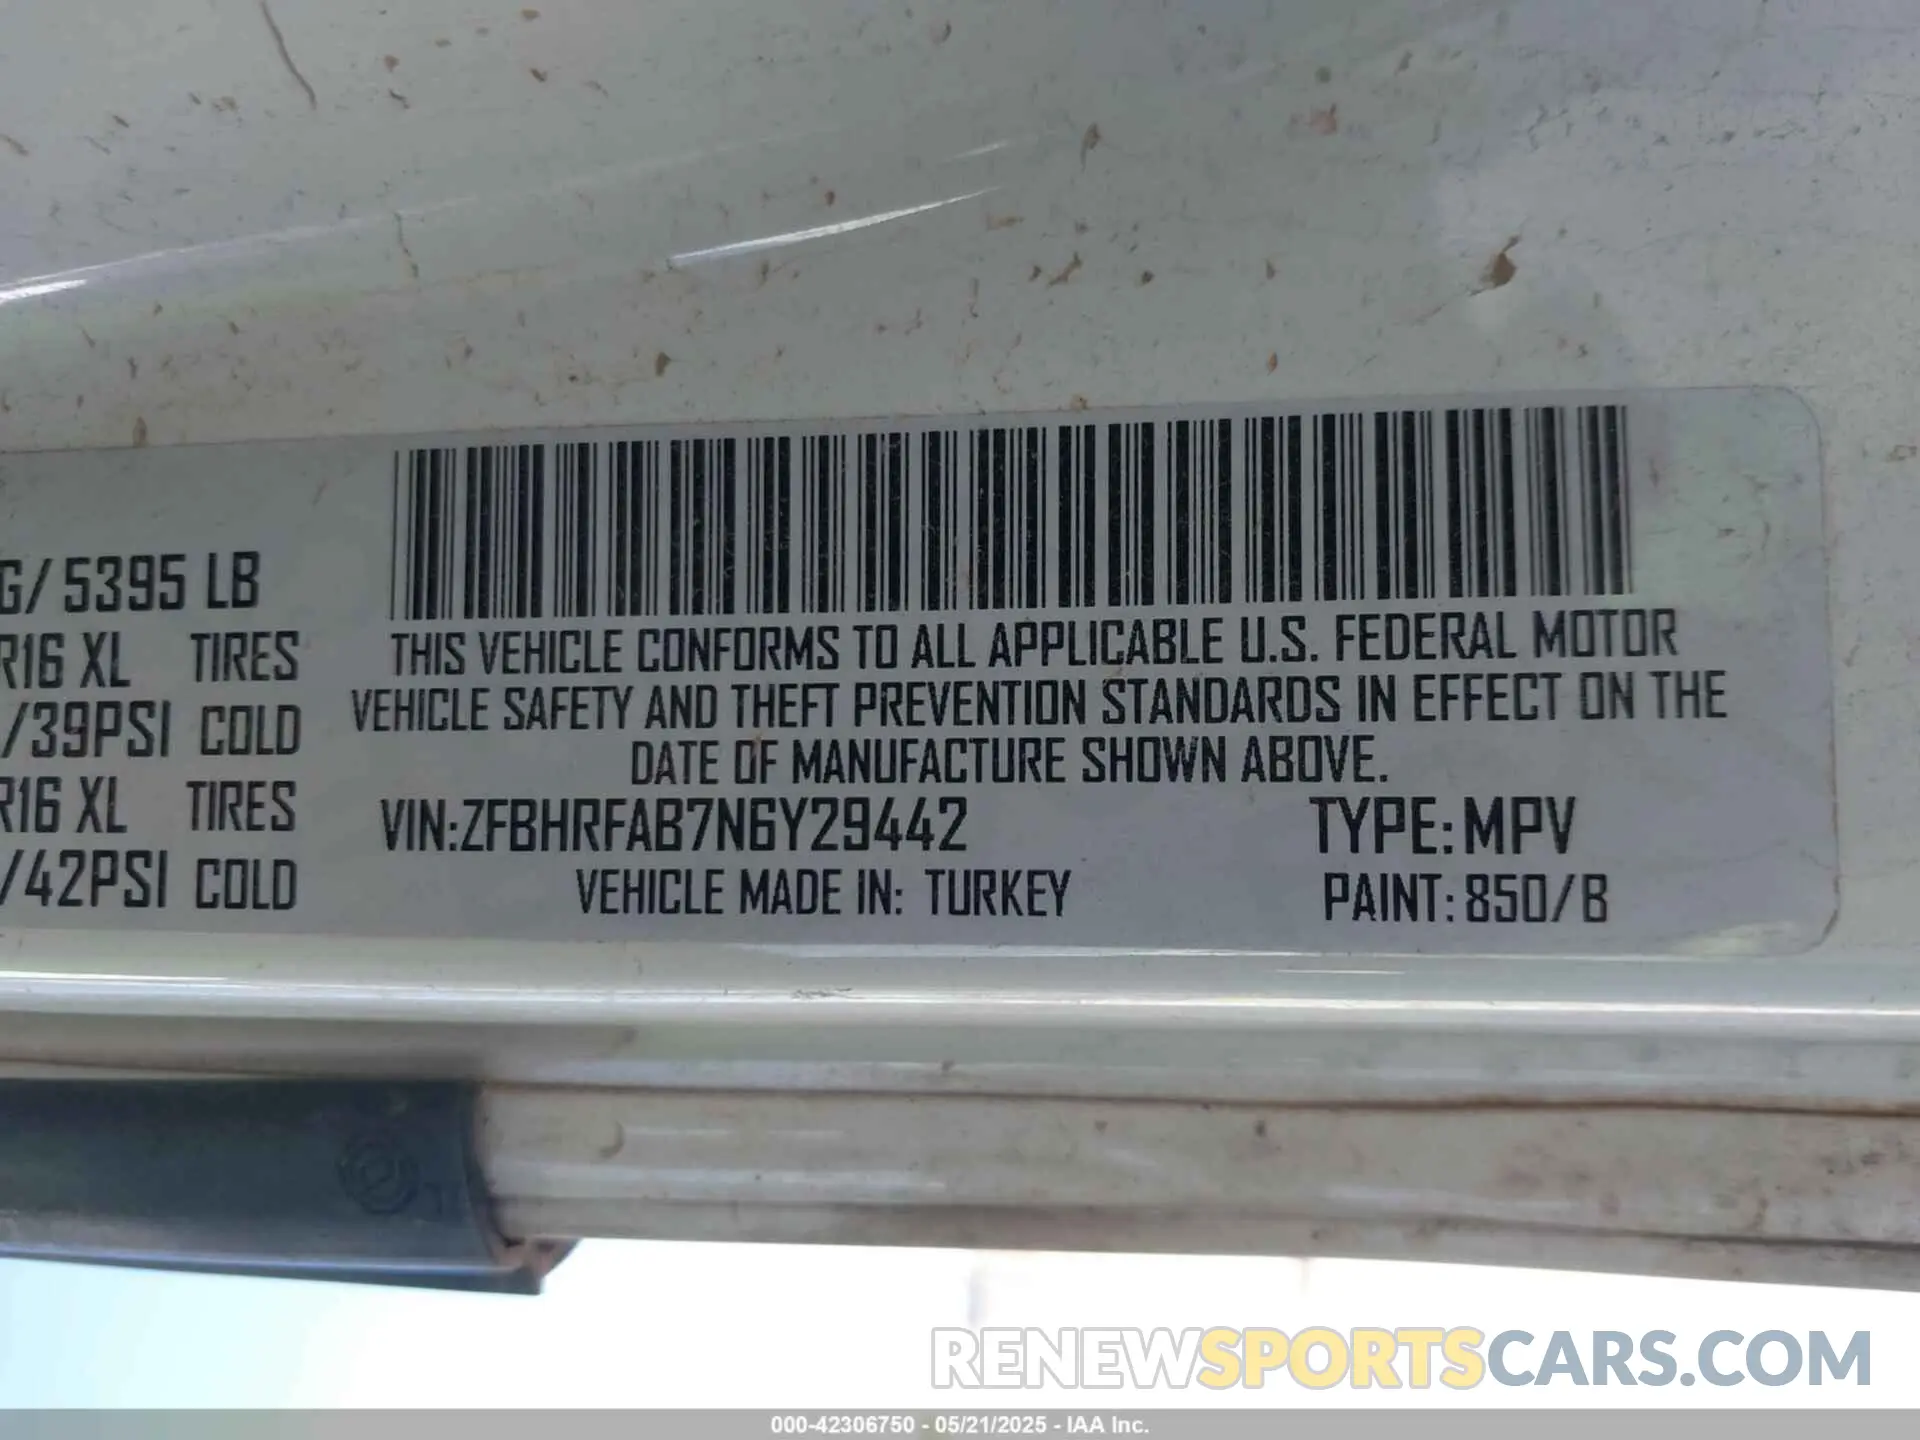 G/ 5395 LB
R16 XL TIRES
/39PSI COLD
R16 XL TIRES
/42PSI COLD
THIS VEHICLE CONFORMS TO ALL APPLICABLE U.S. FEDERAL MOTOR
VEHICLE SAFETY AND THEFT PREVENTION STANDARDS IN EFFECT ON THE
DATE OF MANUFACTURE SHOWN ABOVE.
VIN:ZFBHRFAB7N6Y29442 TYPE: MPV
VEHICLE MADE IN: TURKEY PAINT: 850/B
RENEWSPORTSCARS.COM
000-42306750 - 05/21/2025 - IAA Inc.